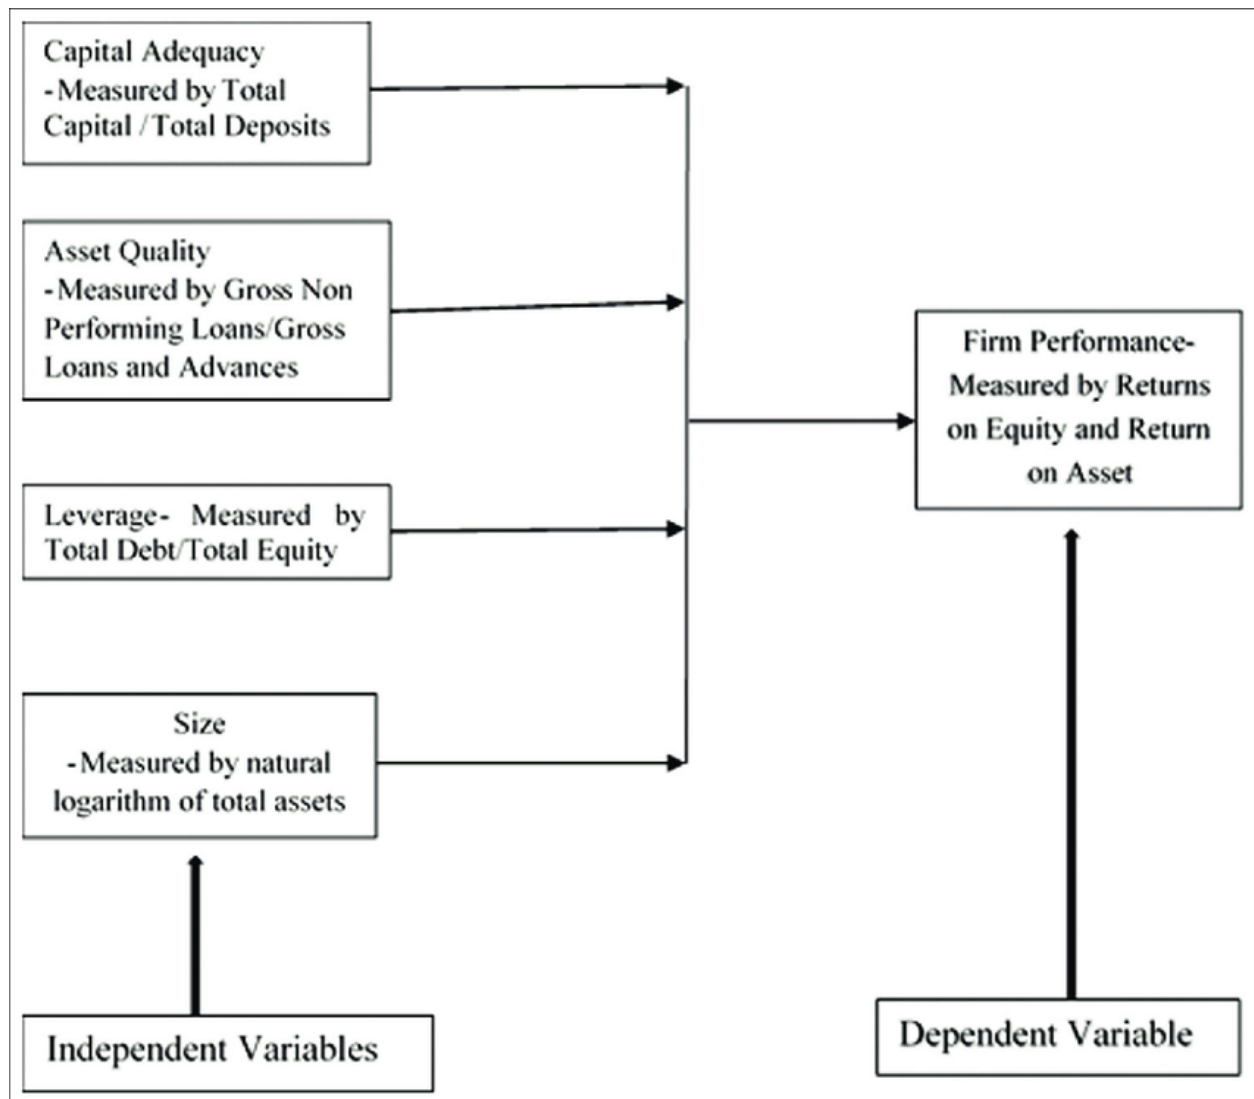 Capital Adequacy
-Measured by Total
Capital /Total Deposits
Asset Quality
-Measured by Gross Non
Performing Loans/Gross
Loans and Advances
Leverage- Measured by
Total Debt/Total Equity
Size
-Measured by natural
logarithm of total assets
Independent Variables
Firm Performance-
Measured by Returns
on Equity and Return
on Asset
Dependent Variable